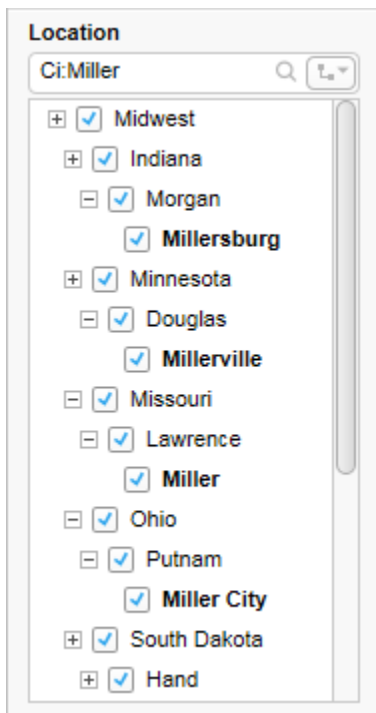 Location
Ci:Miller
Midwest
Indiana
Morgan
Millersburg
Minnesota
Douglas
Millerville
Missouri
Lawrence
Miller
Ohio
Putnam
Miller City
South Dakota
Hand